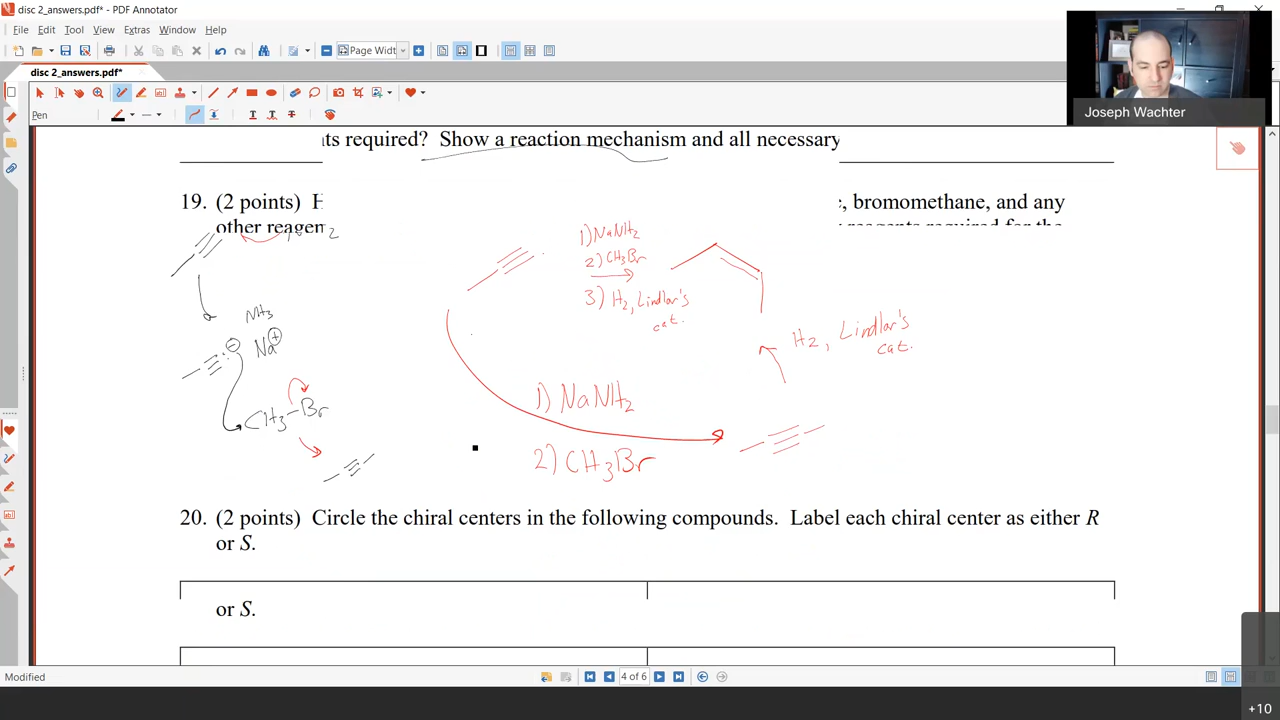 disc 2_answers.pdf* - PDF Annotator
File Edit Tool Extras Window Help
Page Widt
disc 2_answers.pdf*
Pen
Joseph Wachter
ts required? Show a reaction mechanism and all necessary
19. (2 points) H , bromomethane, and any
other reagen
1) NaNH2
2) CH3Br
3) H2, Lindlar's
cat.
NH3
Na +
H2, Lindlar's
cat.
CH3-Br
1) NaNH2
2) CH3Br
20. (2 points) Circle the chiral centers in the following compounds. Label each chiral center as either R
or S.
or S.
Modified
4 of 6
+10